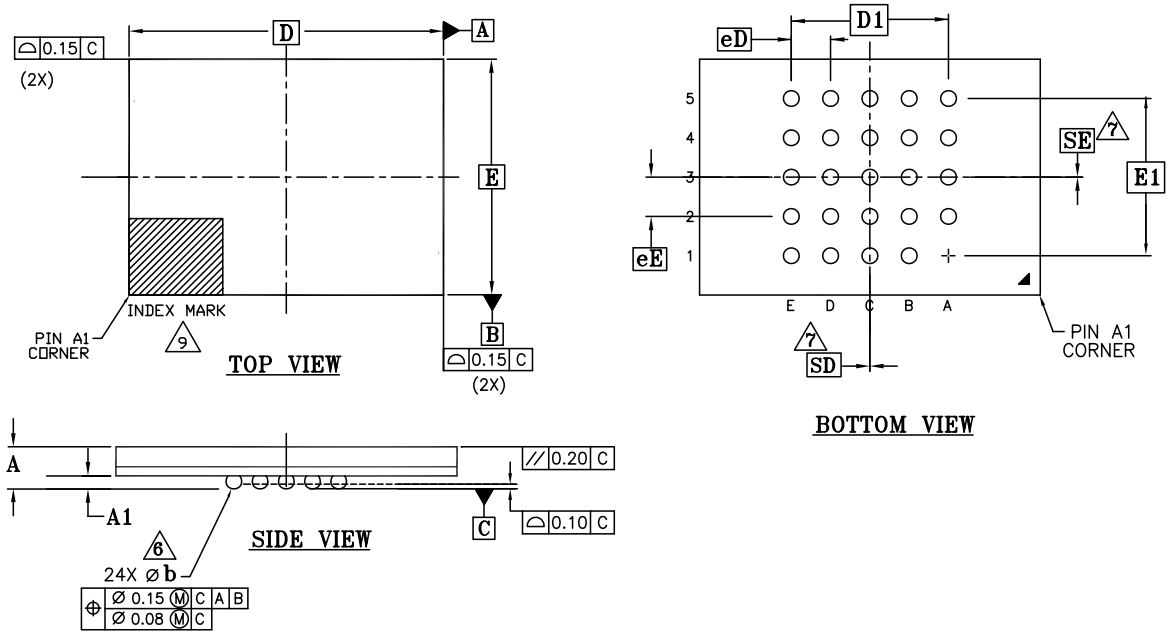 D
A
⌓ 0.15 C
(2X)
E
INDEX MARK
PIN A1
CORNER
9
B
⌓ 0.15 C
(2X)
TOP VIEW
D1
eD
5
4
3
2
1
7
SE
E1
eE
E D C B A
7
SD
PIN A1
CORNER
BOTTOM VIEW
A
A1
// 0.20 C
C
⌓ 0.10 C
SIDE VIEW
6
24X Ø b
⌖ Ø 0.15 Ⓜ C A B
Ø 0.08 Ⓜ C